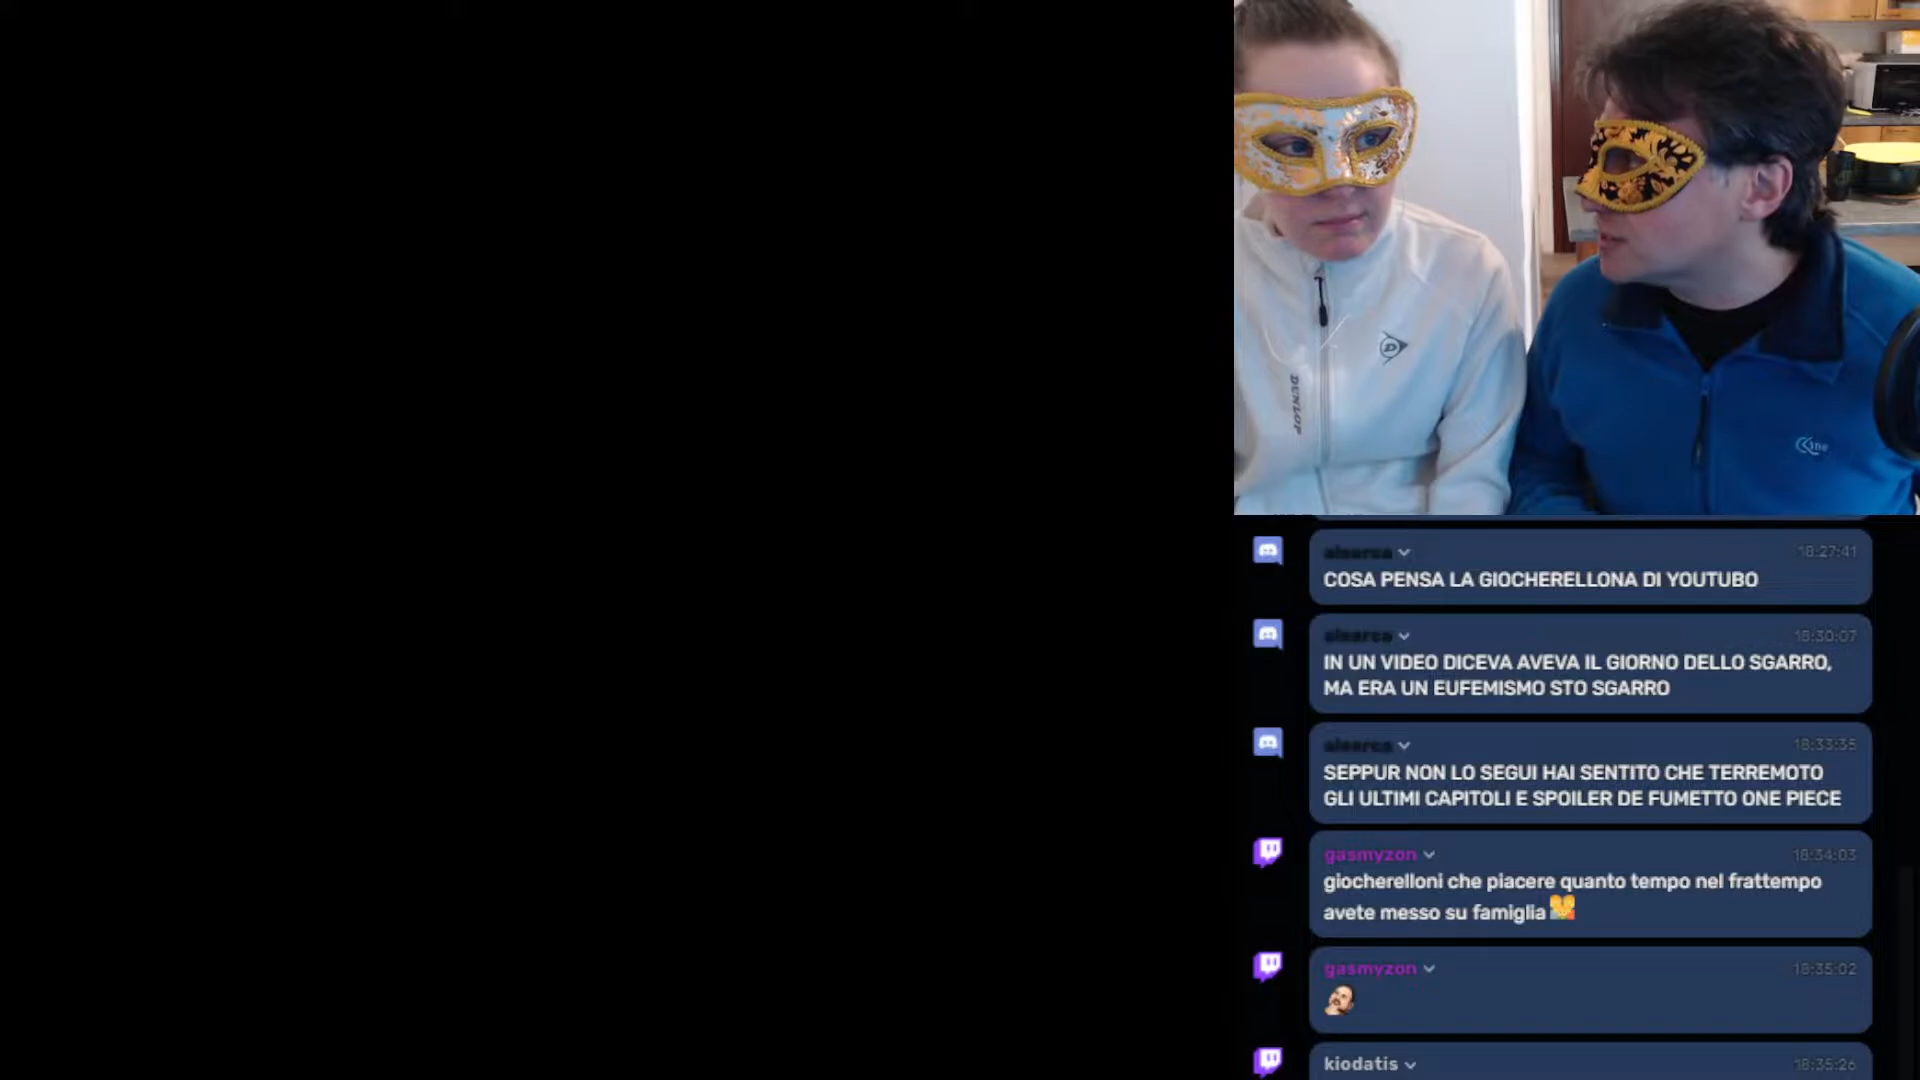 DUNLOP
D
Kine
18:27:41
COSA PENSA LA GIOCHERELLONA DI YOUTUBO
18:30:07
IN UN VIDEO DICEVA AVEVA IL GIORNO DELLO SGARRO,
MA ERA UN EUFEMISMO STO SGARRO
18:33:35
SEPPUR NON LO SEGUI HAI SENTITO CHE TERREMOTO
GLI ULTIMI CAPITOLI E SPOILER DE FUMETTO ONE PIECE
gasmyzon 18:34:03
giocherelloni che piacere quanto tempo nel frattempo
avete messo su famiglia
gasmyzon 18:35:02
kiodatis 18:35:26